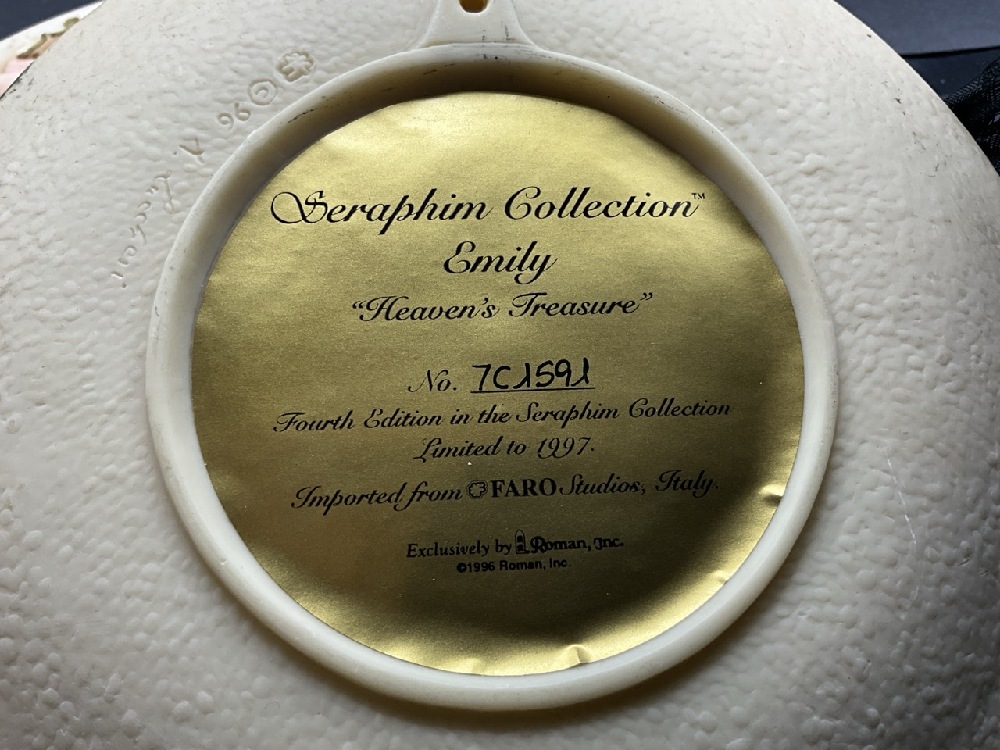 Seraphim Collection™
Emily
“Heaven's Treasure”
No. 7C1591
Fourth Edition in the Seraphim Collection
Limited to 1997.
Imported from FARO Studios, Italy.
Exclusively by Roman, Inc.
©1996 Roman, Inc.
96 ©